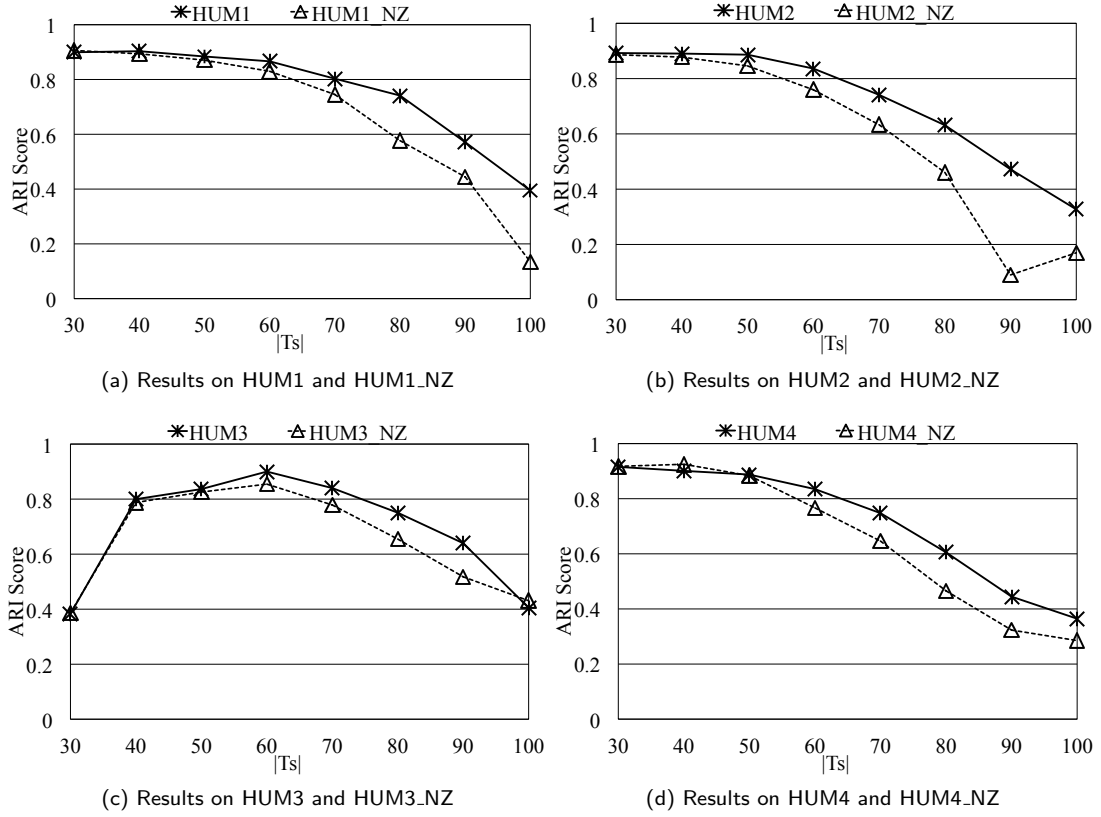 HUM1 HUM1_NZ
1
0.8
0.6
0.4
0.2
0
ARI Score
30 40 50 60 70 80 90 100
|Ts|
(a) Results on HUM1 and HUM1_NZ
HUM2 HUM2_NZ
1
0.8
0.6
0.4
0.2
0
ARI Score
30 40 50 60 70 80 90 100
|Ts|
(b) Results on HUM2 and HUM2_NZ
HUM3 HUM3_NZ
1
0.8
0.6
0.4
0.2
0
ARI Score
30 40 50 60 70 80 90 100
|Ts|
(c) Results on HUM3 and HUM3_NZ
HUM4 HUM4_NZ
1
0.8
0.6
0.4
0.2
0
ARI Score
30 40 50 60 70 80 90 100
|Ts|
(d) Results on HUM4 and HUM4_NZ